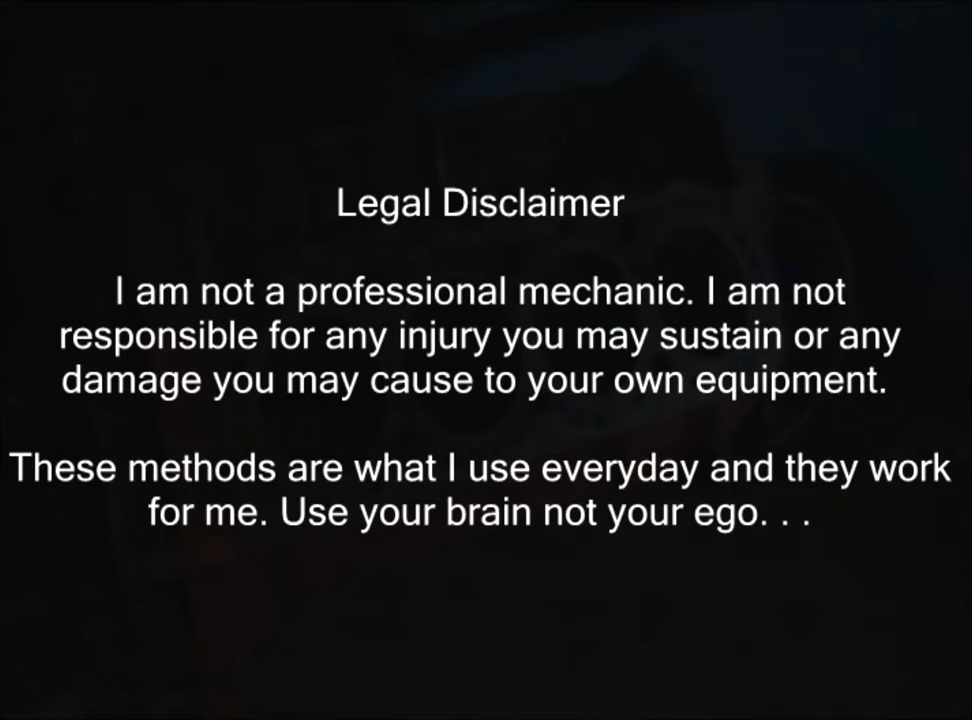 Legal Disclaimer
I am not a professional mechanic. I am not
responsible for any injury you may sustain or any
damage you may cause to your own equipment.
These methods are what I use everyday and they work
for me. Use your brain not your ego. . .